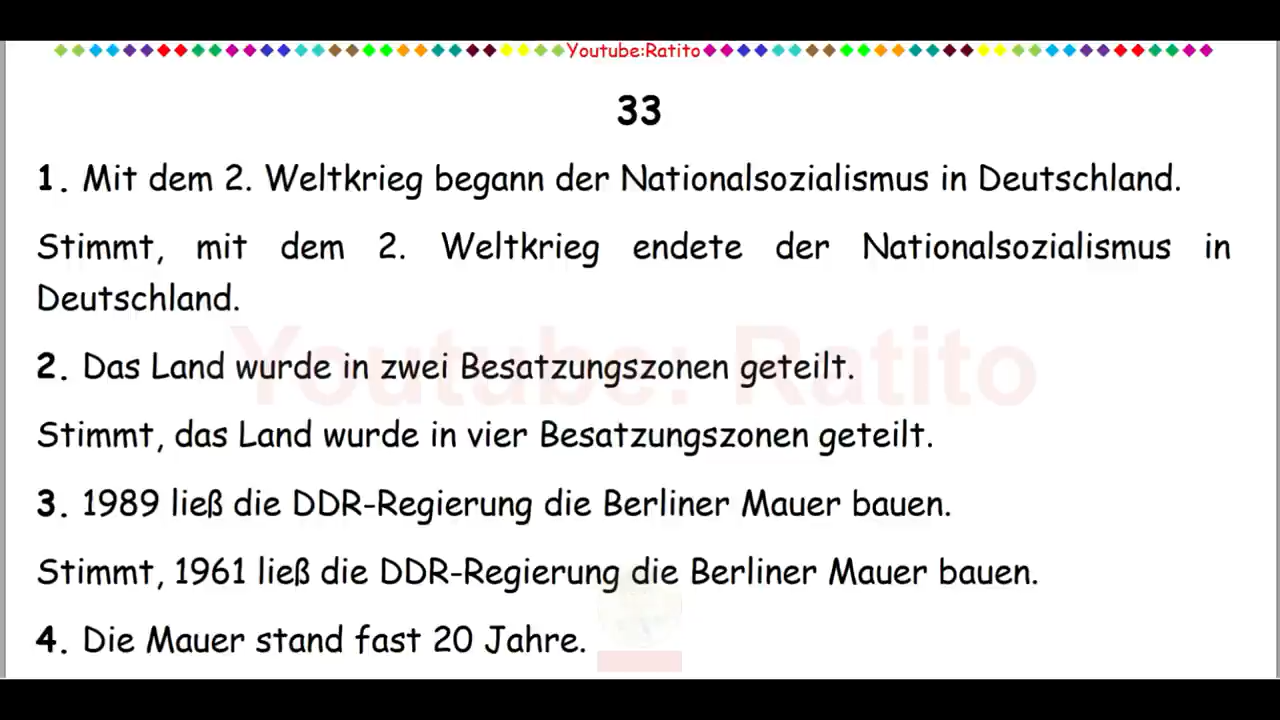 Youtube:Ratito
33
1. Mit dem 2. Weltkrieg begann der Nationalsozialismus in Deutschland.
Stimmt, mit dem 2. Weltkrieg endete der Nationalsozialismus in
Deutschland.
Youtube: Ratito
2. Das Land wurde in zwei Besatzungszonen geteilt.
Stimmt, das Land wurde in vier Besatzungszonen geteilt.
3. 1989 ließ die DDR-Regierung die Berliner Mauer bauen.
Stimmt, 1961 ließ die DDR-Regierung die Berliner Mauer bauen.
4. Die Mauer stand fast 20 Jahre.